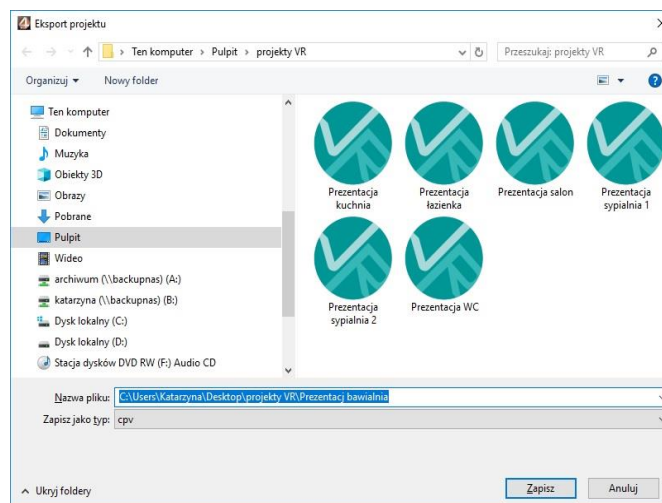 Eksport projektu
> Ten komputer > Pulpit > projekty VR
Przeszukaj: projekty VR
Organizuj
Nowy folder
Ten komputer
Dokumenty
Muzyka
Obiekty 3D
Obrazy
Pobrane
Pulpit
Wideo
archiwum (\\backupnas) (A:)
katarzyna (\\backupnas) (B:)
Dysk lokalny (C:)
Dysk lokalny (D:)
Stacja dysków DVD RW (F:) Audio CD
Prezentacja
kuchnia
Prezentacja
łazienka
Prezentacja salon
Prezentacja
sypialnia 1
Prezentacja
sypialnia 2
Prezentacja WC
Nazwa pliku: C:\Users\Katarzyna\Desktop\projekty VR\Prezentacj bawialnia
Zapisz jako typ: cpv
Ukryj foldery
Zapisz
Anuluj